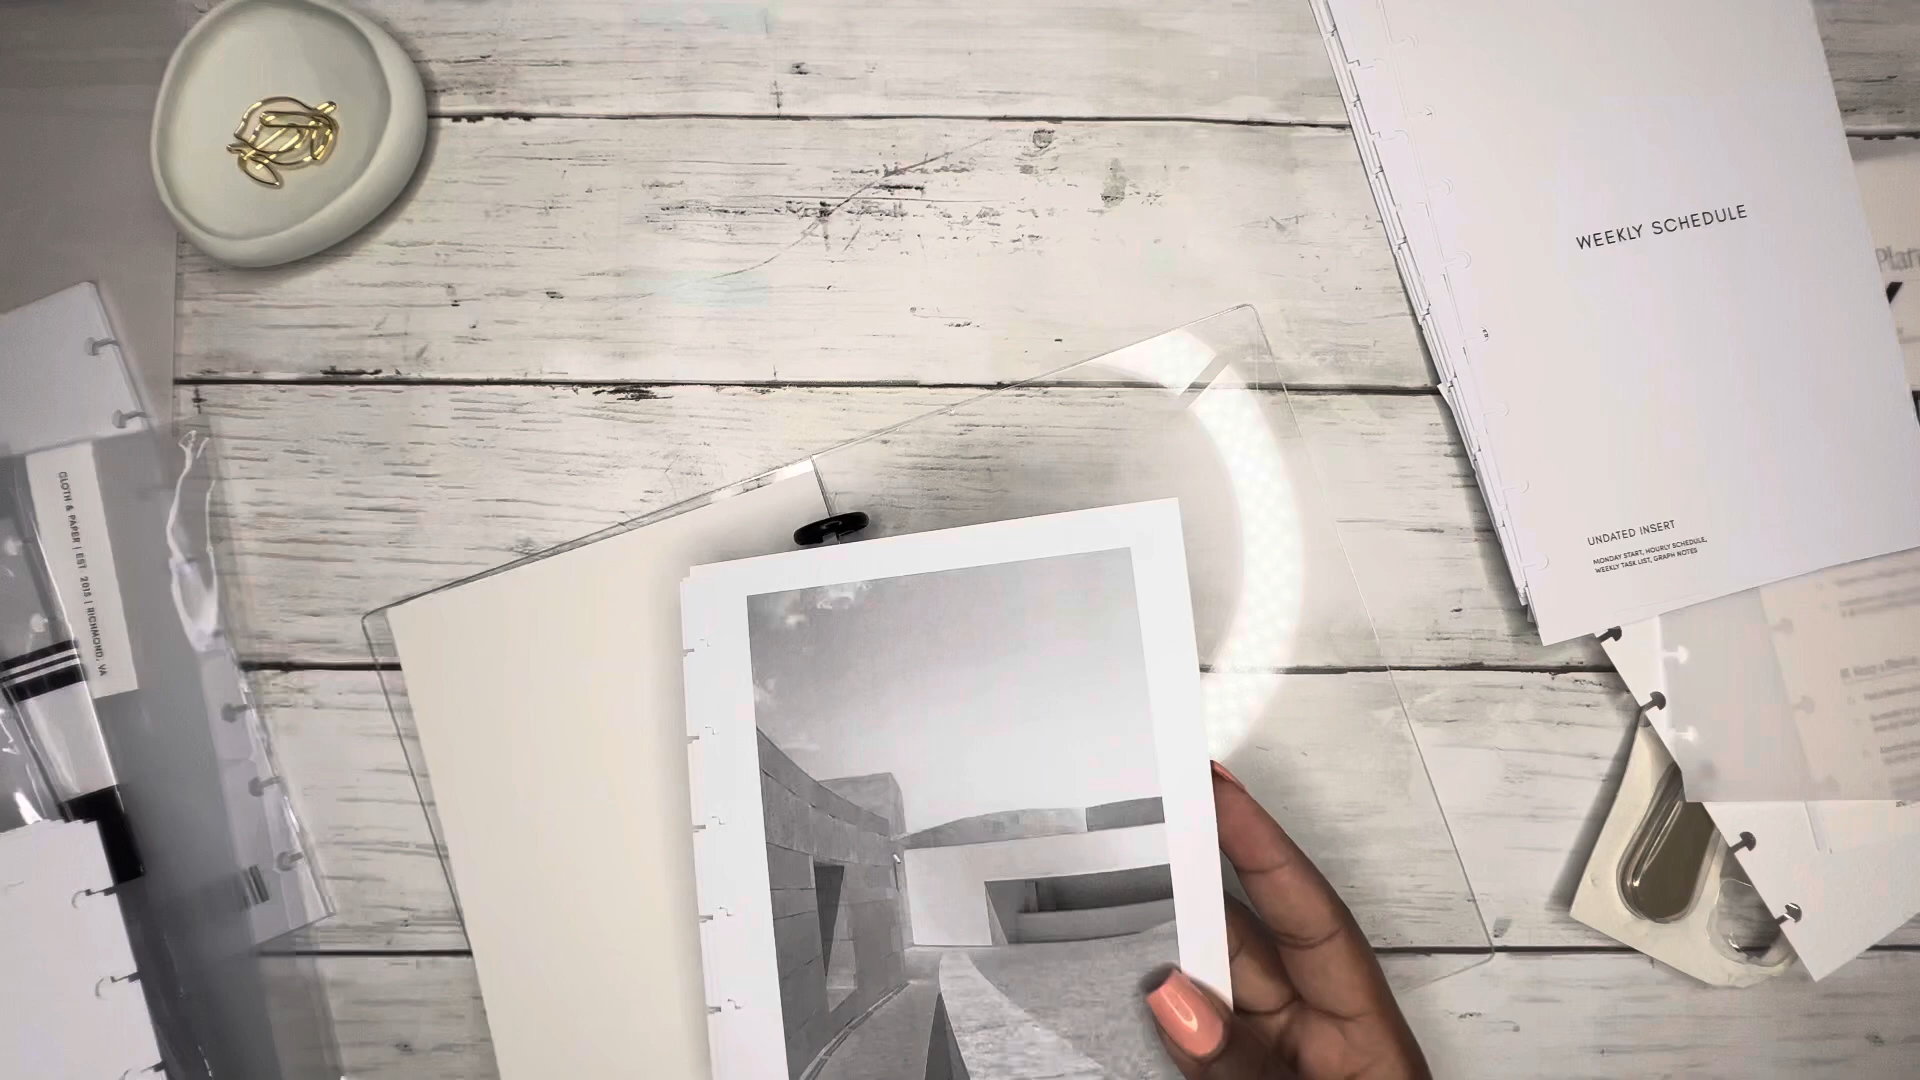 WEEKLY SCHEDULE
UNDATED INSERT
MONDAY START, HOURLY SCHEDULE,
WEEKLY TASK LIST, GRAPH NOTES
CLOTH & PAPER | EST 2015 | RICHMOND, VA